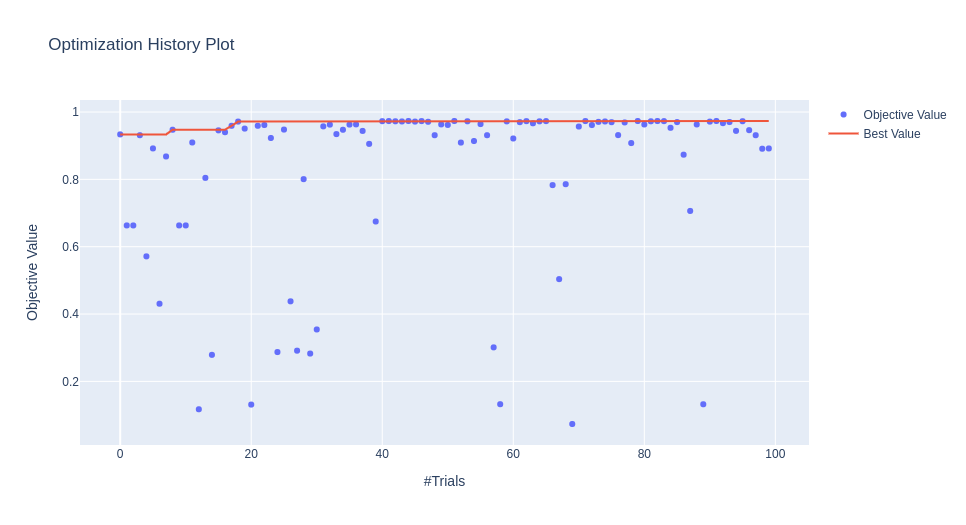 Optimization History Plot
1
0.8
0.6
0.4
0.2
Objective Value
0
20
40
60
80
100
#Trials
Objective Value
Best Value